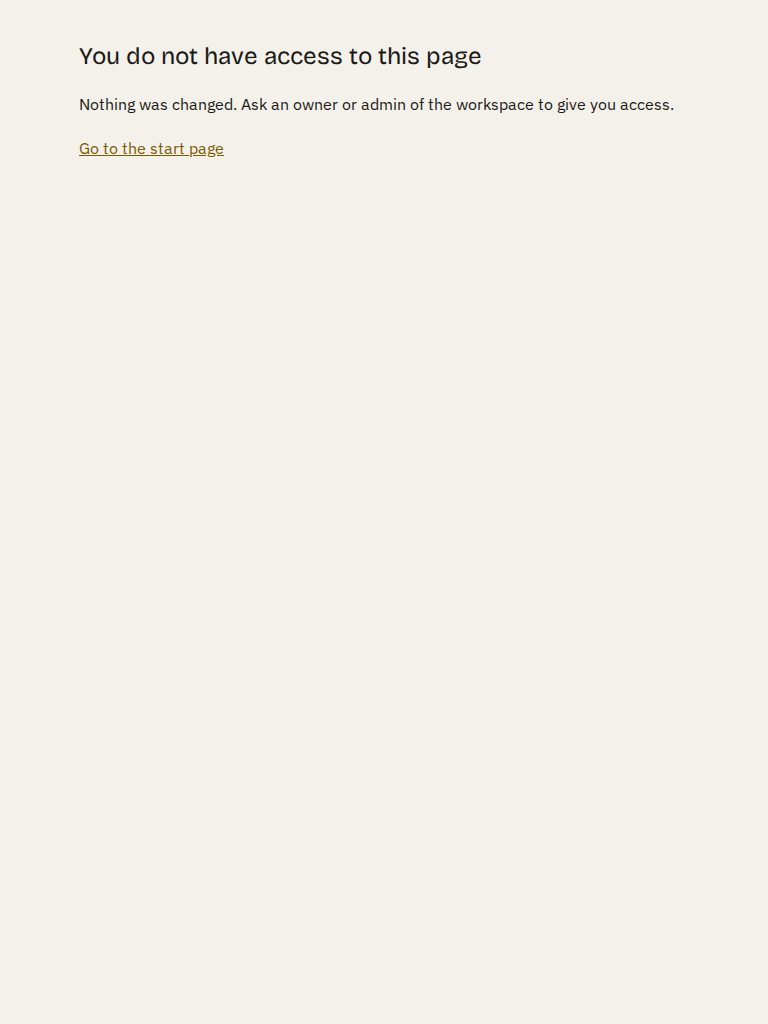 You do not have access to this page
Nothing was changed. Ask an owner or admin of the workspace to give you access.
Go to the start page